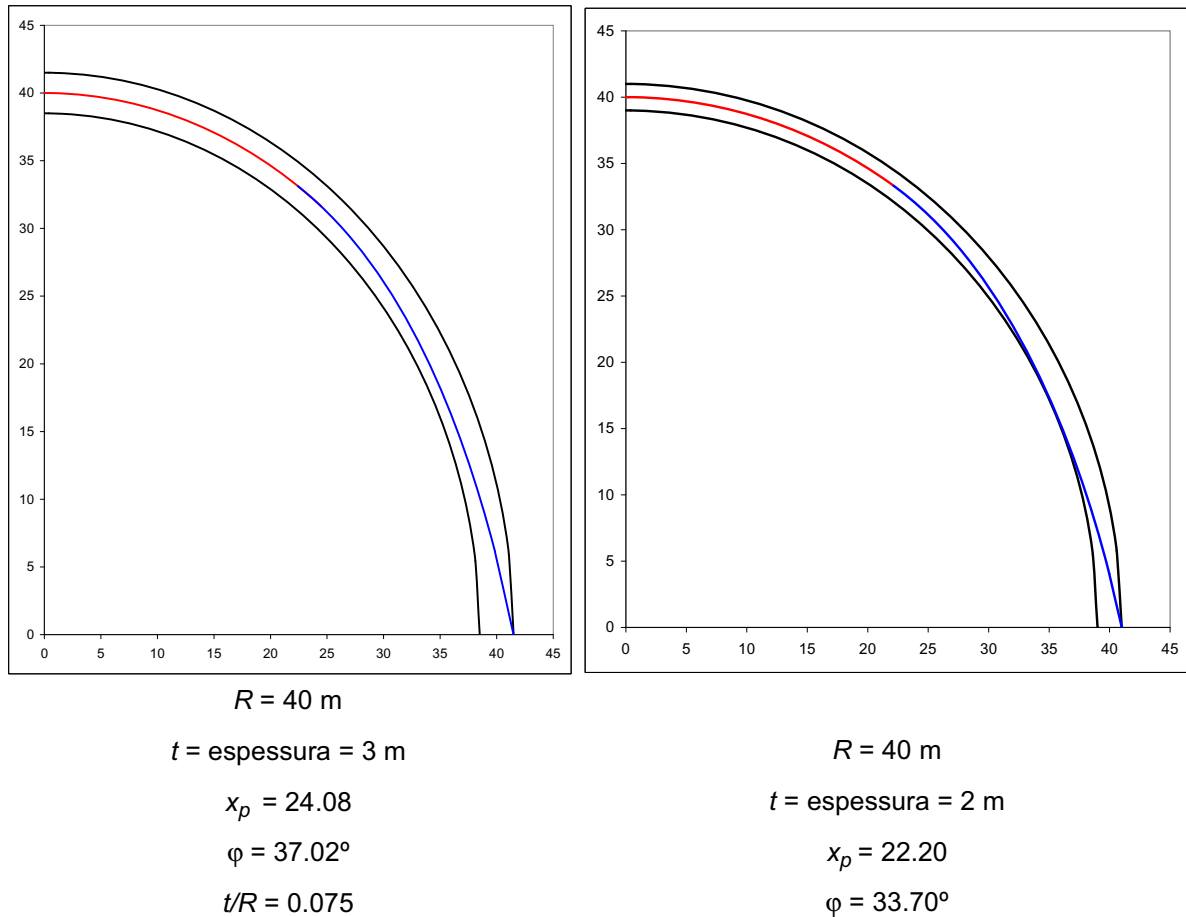 45
40
35
30
25
20
15
10
5
0
0 5 10 15 20 25 30 35 40 45
R = 40 m
t = espessura = 3 m
xₚ = 24.08
φ = 37.02º
t/R = 0.075
45
40
35
30
25
20
15
10
5
0
0 5 10 15 20 25 30 35 40 45
R = 40 m
t = espessura = 2 m
xₚ = 22.20
φ = 33.70º